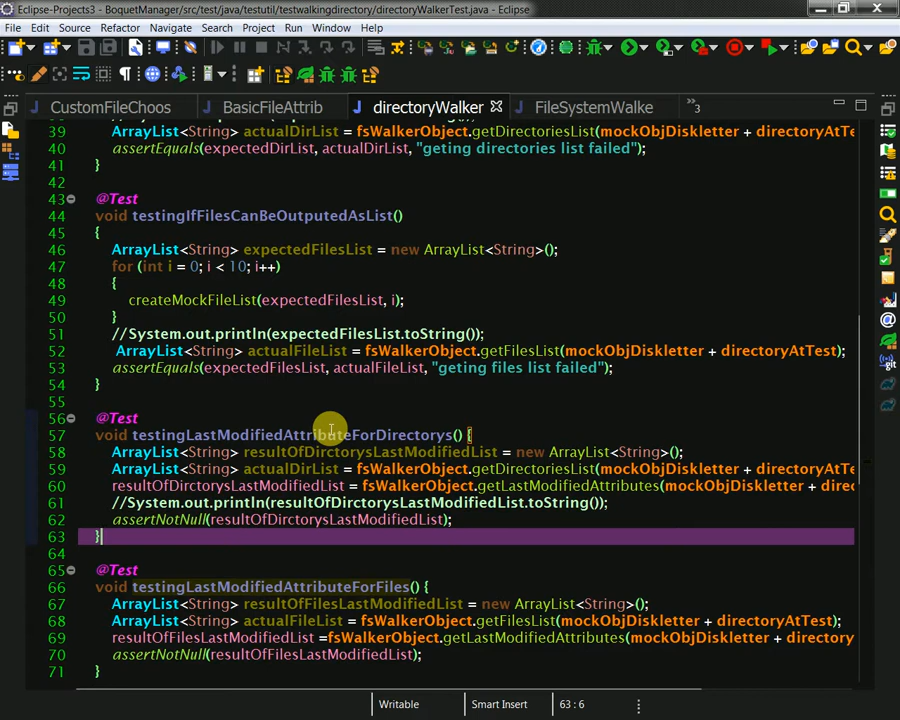 Eclipse-Projects3 - BoquetManager/src/test/java/testutil/testwalkingdirectory/directoryWalkerTest.java - Eclipse
File Edit Source Refactor Navigate Search Project Run Window Help
CustomFileChoos BasicFileAttrib directoryWalker FileSystemWalke »3
39 ArrayList<String> actualDirList = fsWalkerObject.getDirectoriesList(mockObjDiskletter + directoryAtTe
40 assertEquals(expectedDirList, actualDirList, "geting directories list failed");
41 }
42
43 @Test
44 void testingIfFilesCanBeOutputedAsList()
45 {
46 ArrayList<String> expectedFilesList = new ArrayList<String>();
47 for (int i = 0; i < 10; i++)
48 {
49 createMockFileList(expectedFilesList, i);
50 }
51 //System.out.println(expectedFilesList.toString());
52 ArrayList<String> actualFileList = fsWalkerObject.getFilesList(mockObjDiskletter + directoryAtTest);
53 assertEquals(expectedFilesList, actualFileList, "geting files list failed");
54 }
55
56 @Test
57 void testingLastModifiedAttributeForDirectorys() {
58 ArrayList<String> resultOfDirctorysLastModifiedList = new ArrayList<String>();
59 ArrayList<String> actualDirList = fsWalkerObject.getDirectoriesList(mockObjDiskletter + directoryAtTe
60 resultOfDirctorysLastModifiedList = fsWalkerObject.getLastModifiedAttributes(mockObjDiskletter + direc
61 //System.out.println(resultOfDirctorysLastModifiedList.toString());
62 assertNotNull(resultOfDirctorysLastModifiedList);
63 }
64
65 @Test
66 void testingLastModifiedAttributeForFiles() {
67 ArrayList<String> resultOfFilesLastModifiedList = new ArrayList<String>();
68 ArrayList<String> actualFileList = fsWalkerObject.getFilesList(mockObjDiskletter + directoryAtTest);
69 resultOfFilesLastModifiedList =fsWalkerObject.getLastModifiedAttributes(mockObjDiskletter + directory
70 assertNotNull(resultOfFilesLastModifiedList);
71 }
Writable Smart Insert 63 : 6